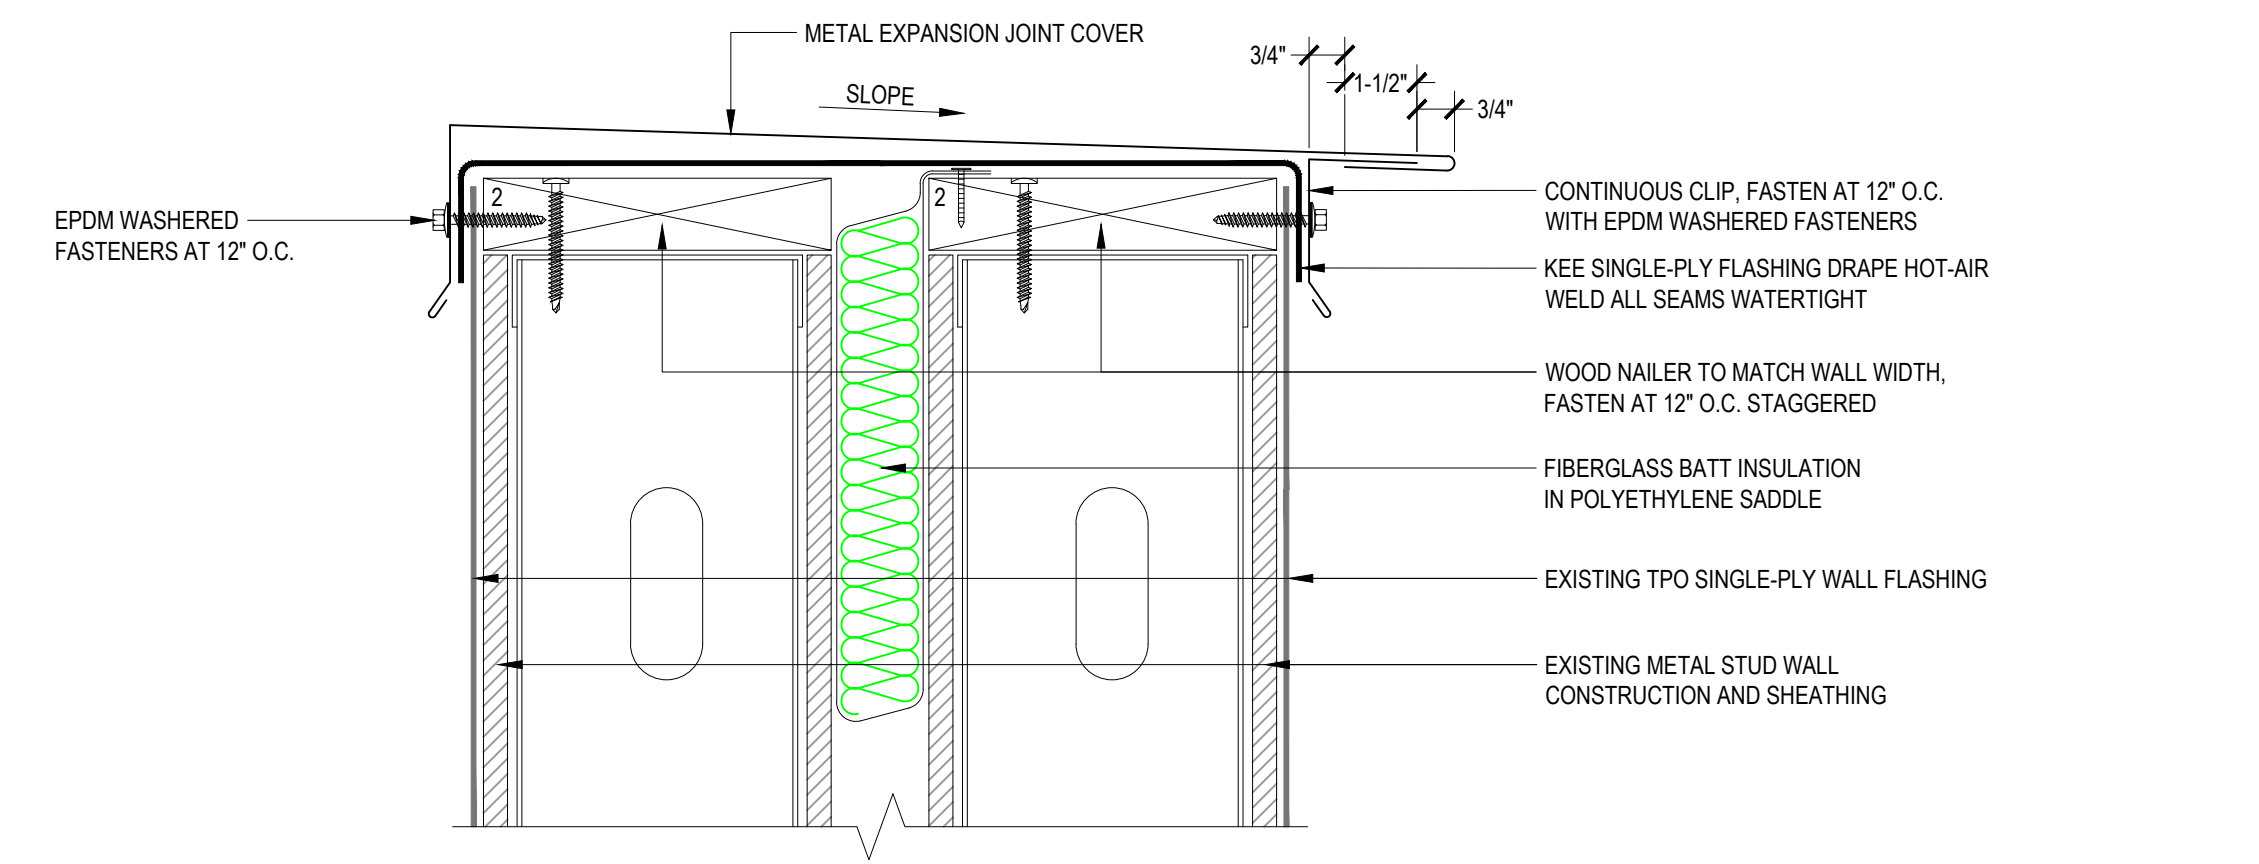 METAL EXPANSION JOINT COVER
3/4"
1-1/2"
3/4"
SLOPE
2
2
EPDM WASHERED
FASTENERS AT 12" O.C.
CONTINUOUS CLIP, FASTEN AT 12" O.C.
WITH EPDM WASHERED FASTENERS
KEE SINGLE-PLY FLASHING DRAPE HOT-AIR
WELD ALL SEAMS WATERTIGHT
WOOD NAILER TO MATCH WALL WIDTH,
FASTEN AT 12" O.C. STAGGERED
FIBERGLASS BATT INSULATION
IN POLYETHYLENE SADDLE
EXISTING TPO SINGLE-PLY WALL FLASHING
EXISTING METAL STUD WALL
CONSTRUCTION AND SHEATHING